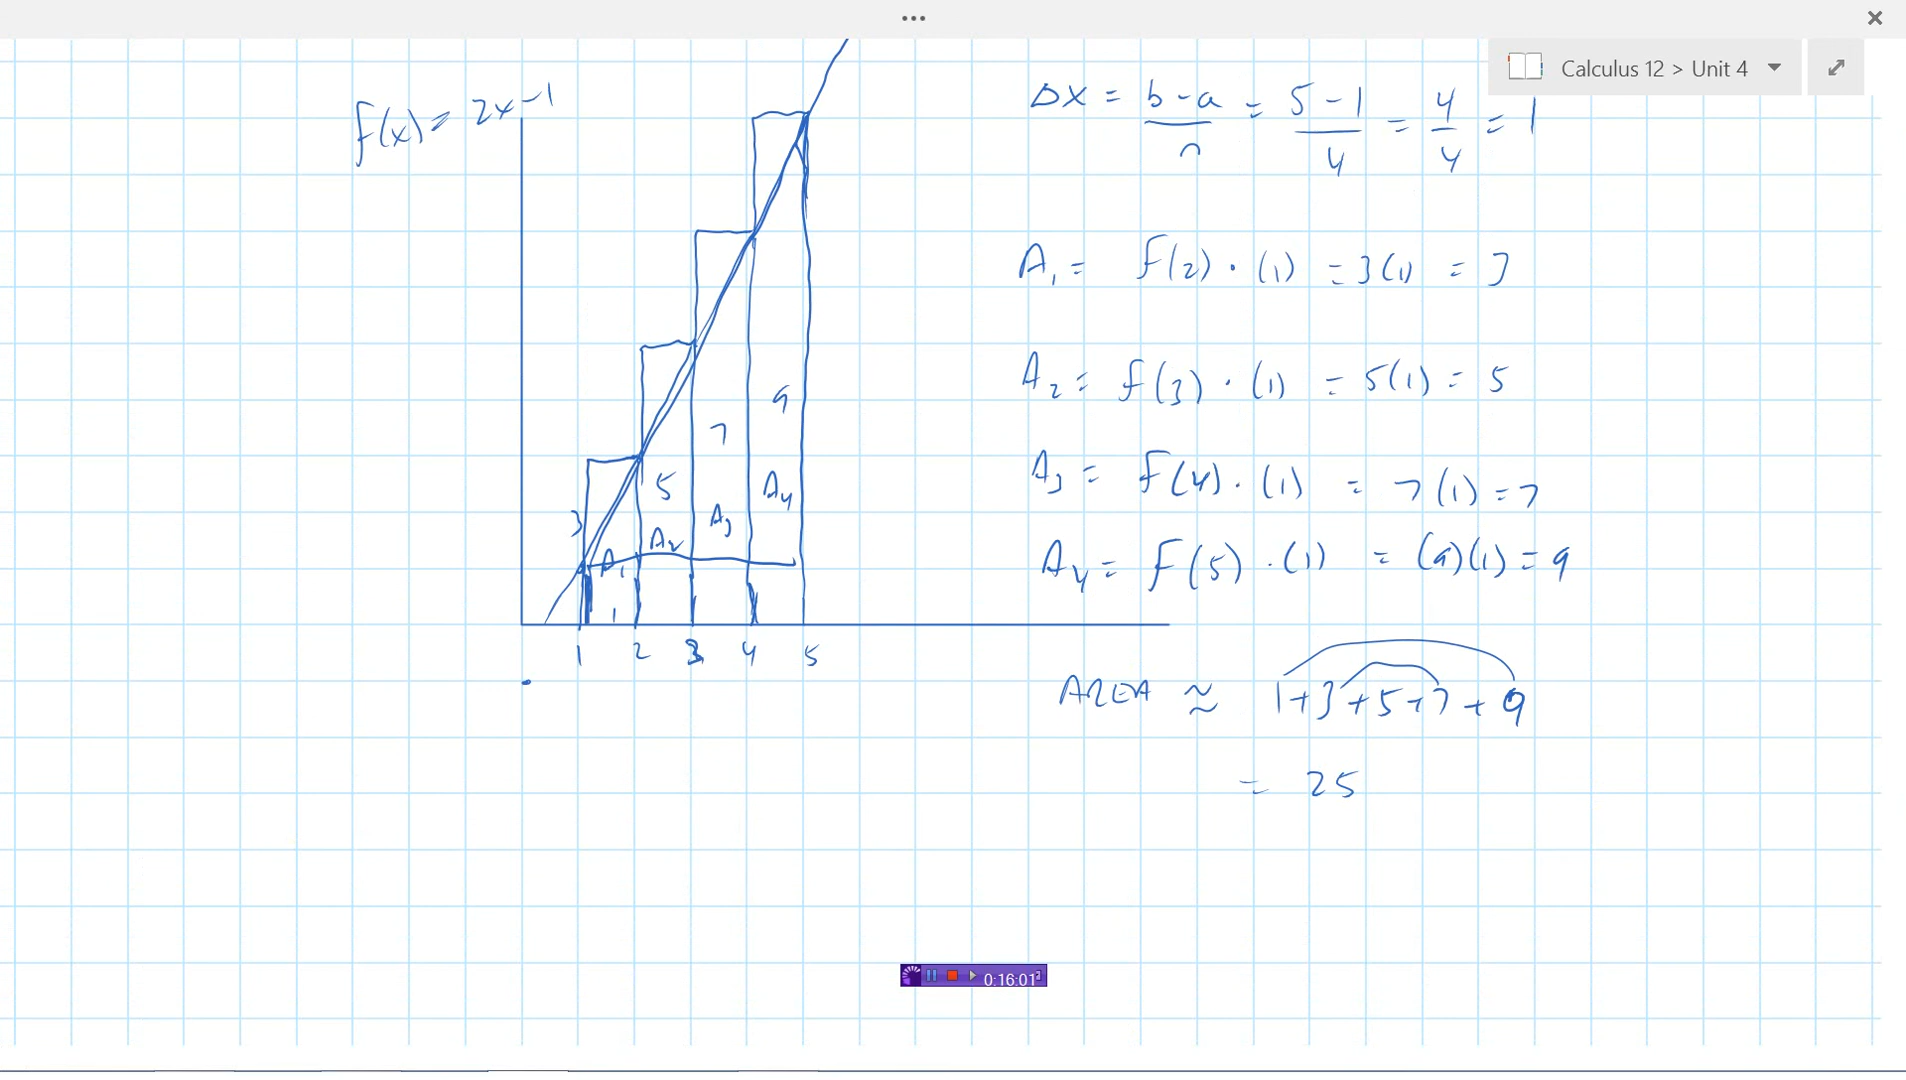 ...
Calculus 12 > Unit 4
f(x) = 2x-1
Δx = b-a/n = 5-1/4 = 4/4 = 1
A₁ = f(2) · (1) = 3(1) = 3
A₂ = f(3) · (1) = 5(1) = 5
A₃ = f(4) · (1) = 7(1) = 7
A₄ = f(5) · (1) = (9)(1) = 9
9
7
5 A₄
3 A₃
A₂
A₁
1
1 2 3 4 5
AREA ≈ 1+3+5+7+9
= 25
0:16:01